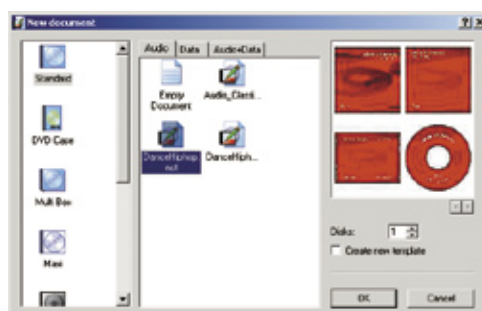 New document
Standard
DVD Case
Multi Box
Maxi
Audio
Data
Audio+Data
Empty
Document
Audio_Classi...
DanceHiphop.
nct
DanceHiph...
Disks:
1
Create new template
OK
Cancel